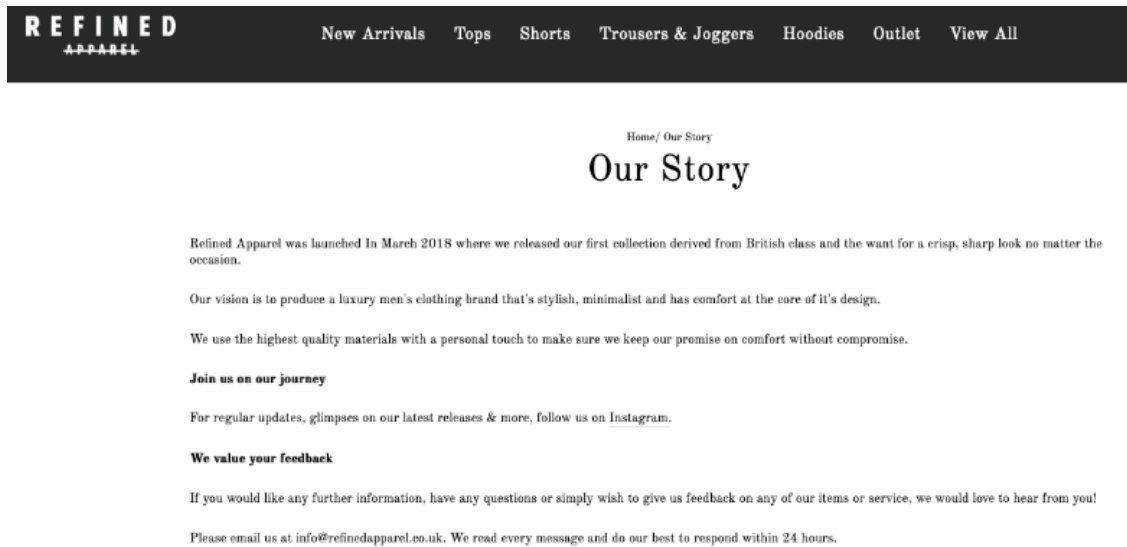 REFINED
APPAREL
New Arrivals Tops Shorts Trousers & Joggers Hoodies Outlet View All
Home/ Our Story
Our Story
Refined Apparel was launched In March 2018 where we released our first collection derived from British class and the want for a crisp, sharp look no matter the
occasion.
Our vision is to produce a luxury men's clothing brand that's stylish, minimalist and has comfort at the core of it's design.
We use the highest quality materials with a personal touch to make sure we keep our promise on comfort without compromise.
Join us on our journey
For regular updates, glimpses on our latest releases & more, follow us on Instagram.
We value your feedback
If you would like any further information, have any questions or simply wish to give us feedback on any of our items or service, we would love to hear from you!
Please email us at info@refinedapparel.co.uk. We read every message and do our best to respond within 24 hours.